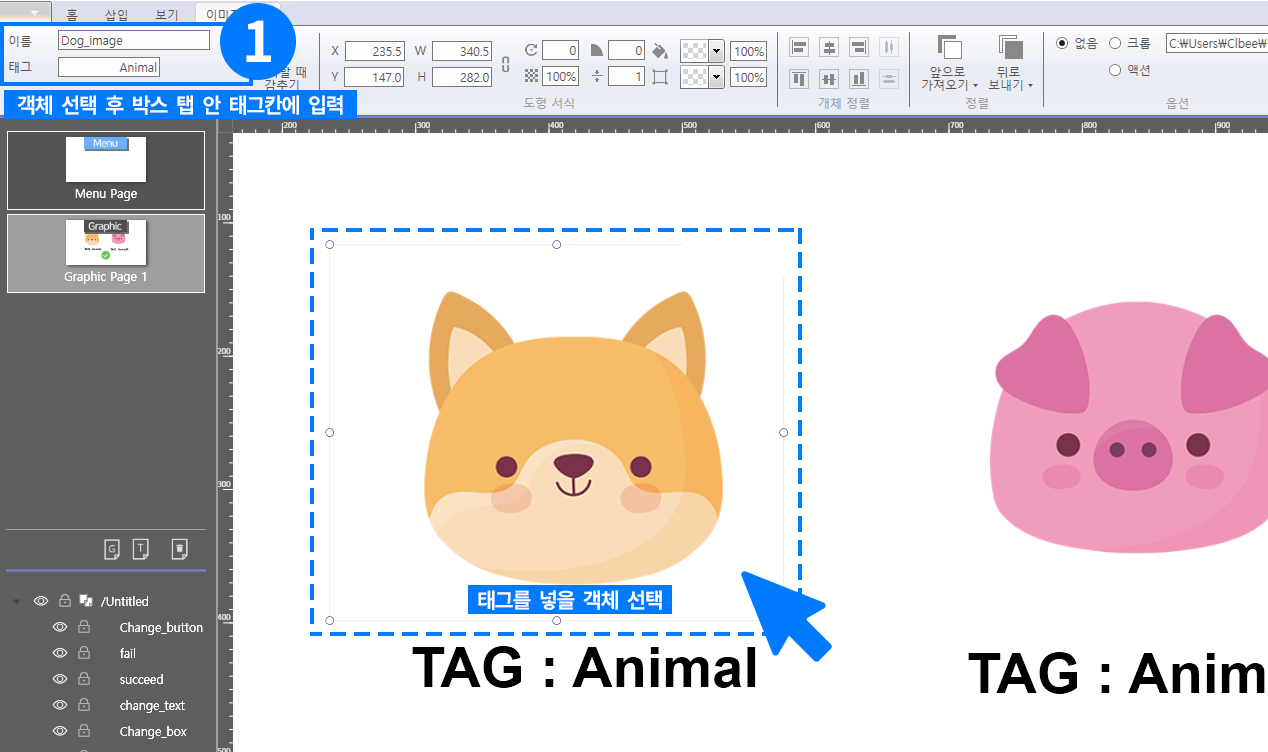 홈 삽입 보기 이미지
이름 Dog_image
태그 Animal
1
할 때
감추기
객체 선택 후 박스 탭 안 태그칸에 입력
X 235.5 W 340.5 0 0 100%
Y 147.0 H 282.0 100% 1 100%
도형 서식
개체 정렬
앞으로
가져오기
뒤로
보내기
정렬
없음 크롭 C:₩Users₩Clbee₩
액션
옵션
200 300 400 500 600 700 800 900
100
200
300
400
500
Menu
Menu Page
Graphic
Graphic Page 1
G T
/Untitled
Change_button
fail
succeed
change_text
Change_box
태그를 넣을 객체 선택
TAG : Animal
TAG : Anim